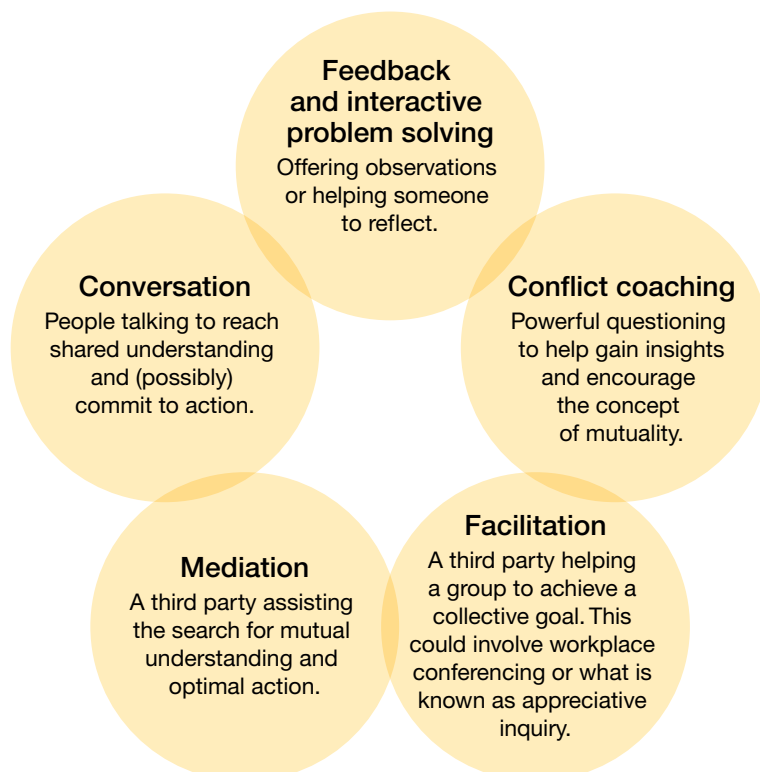 Feedback
and interactive
problem solving
Offering observations
or helping someone
to reflect.
Conversation
People talking to reach
shared understanding
and (possibly)
commit to action.
Conflict coaching
Powerful questioning
to help gain insights
and encourage
the concept
of mutuality.
Mediation
A third party assisting
the search for mutual
understanding and
optimal action.
Facilitation
A third party helping
a group to achieve a
collective goal. This
could involve workplace
conferencing or what is
known as appreciative
inquiry.